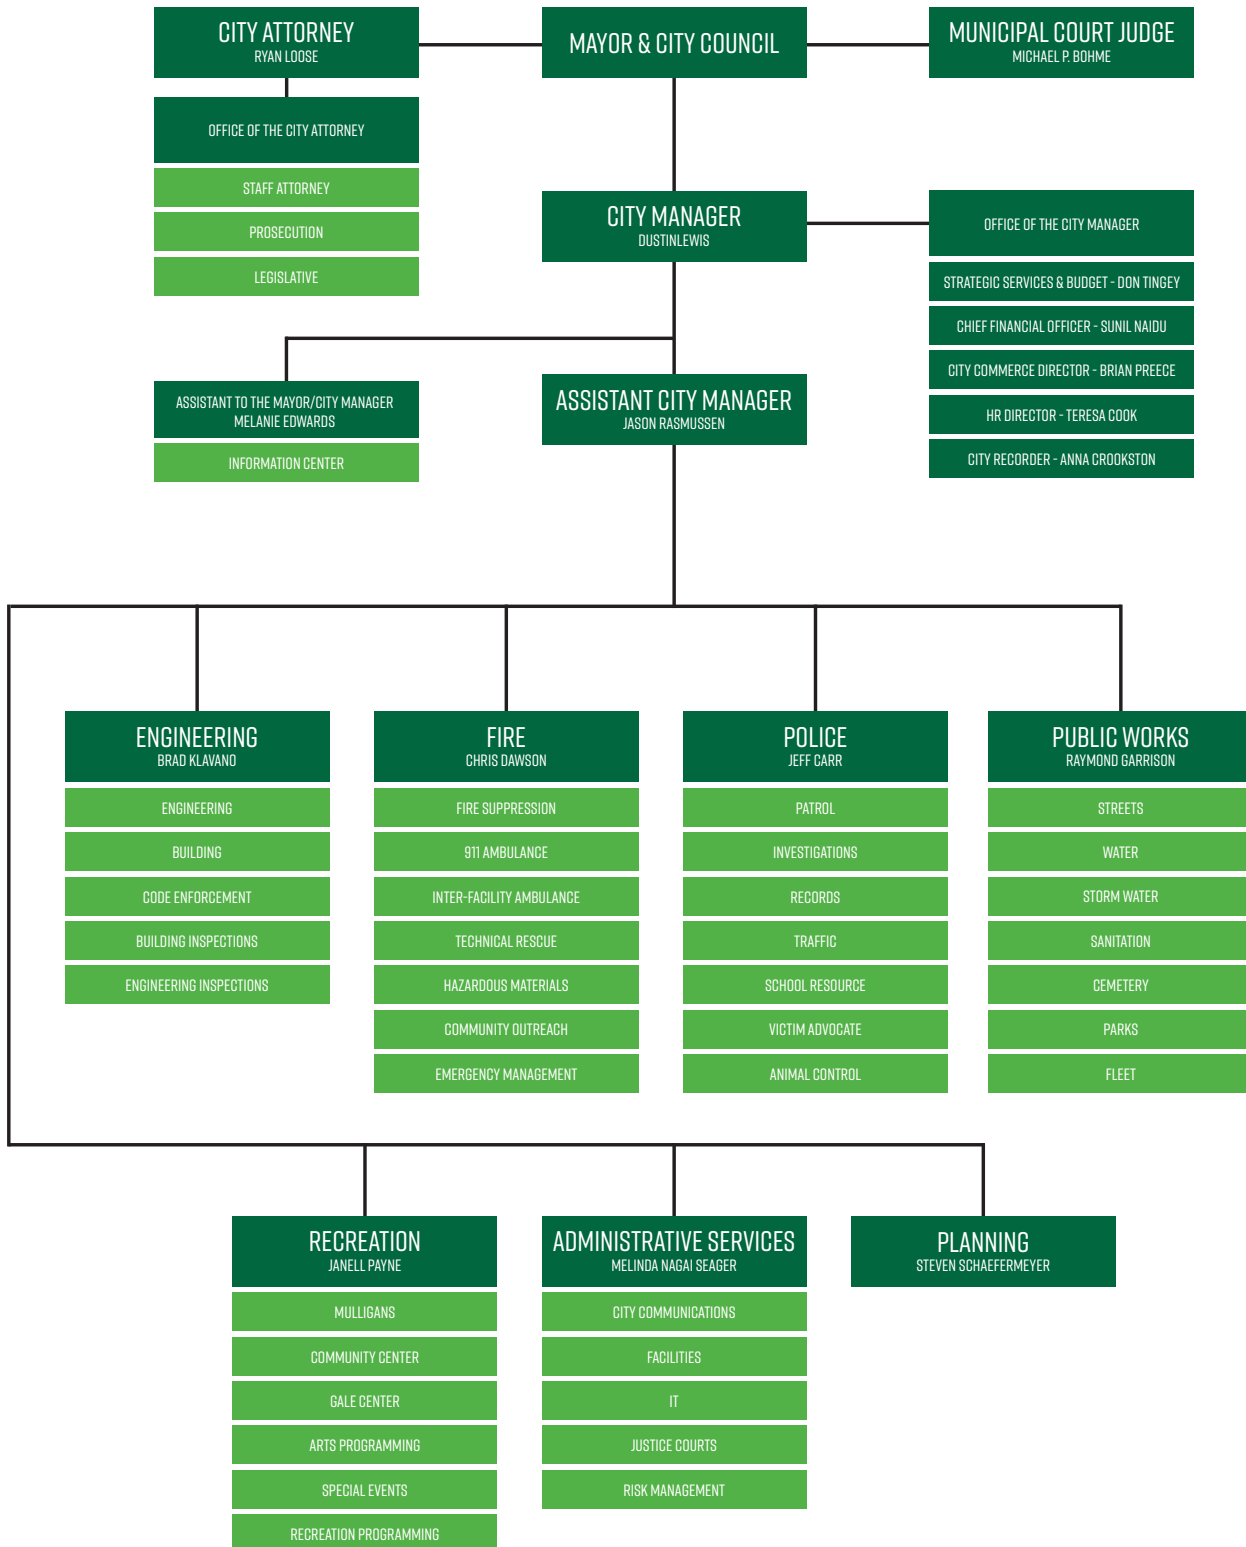 CITY ATTORNEY
RYAN LOOSE
MAYOR & CITY COUNCIL
MUNICIPAL COURT JUDGE
MICHAEL P. BOHME
OFFICE OF THE CITY ATTORNEY
STAFF ATTORNEY
PROSECUTION
LEGISLATIVE
CITY MANAGER
DUSTINLEWIS
OFFICE OF THE CITY MANAGER
STRATEGIC SERVICES & BUDGET - DON TINGEY
CHIEF FINANCIAL OFFICER - SUNIL NAIDU
CITY COMMERCE DIRECTOR - BRIAN PREECE
HR DIRECTOR - TERESA COOK
CITY RECORDER - ANNA CROOKSTON
ASSISTANT TO THE MAYOR/CITY MANAGER
MELANIE EDWARDS
INFORMATION CENTER
ASSISTANT CITY MANAGER
JASON RASMUSSEN
ENGINEERING
BRAD KLAVANO
ENGINEERING
BUILDING
CODE ENFORCEMENT
BUILDING INSPECTIONS
ENGINEERING INSPECTIONS
FIRE
CHRIS DAWSON
FIRE SUPPRESSION
911 AMBULANCE
INTER-FACILITY AMBULANCE
TECHNICAL RESCUE
HAZARDOUS MATERIALS
COMMUNITY OUTREACH
EMERGENCY MANAGEMENT
POLICE
JEFF CARR
PATROL
INVESTIGATIONS
RECORDS
TRAFFIC
SCHOOL RESOURCE
VICTIM ADVOCATE
ANIMAL CONTROL
PUBLIC WORKS
RAYMOND GARRISON
STREETS
WATER
STORM WATER
SANITATION
CEMETERY
PARKS
FLEET
RECREATION
JANELL PAYNE
MULLIGANS
COMMUNITY CENTER
GALE CENTER
ARTS PROGRAMMING
SPECIAL EVENTS
RECREATION PROGRAMMING
ADMINISTRATIVE SERVICES
MELINDA NAGAI SEAGER
CITY COMMUNICATIONS
FACILITIES
IT
JUSTICE COURTS
RISK MANAGEMENT
PLANNING
STEVEN SCHAEFERMEYER